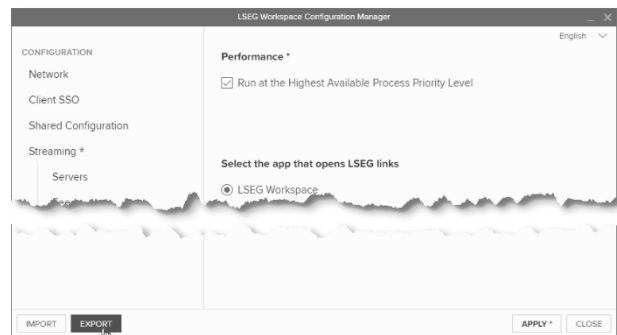 LSEG Workspace Configuration Manager
English
CONFIGURATION
Network
Client SSO
Shared Configuration
Streaming *
Servers
Performance *
Run at the Highest Available Process Priority Level
Select the app that opens LSEG links
LSEG Workspace
IMPORT
EXPORT
APPLY *
CLOSE